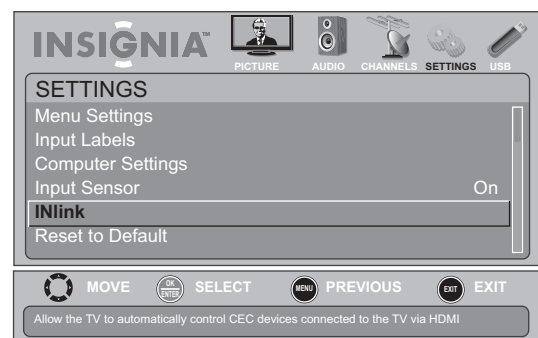 INSIGNIA™
PICTURE AUDIO CHANNELS SETTINGS USB
SETTINGS
Menu Settings
Input Labels
Computer Settings
Input Sensor On
INlink
Reset to Default
MOVE OK ENTER SELECT MENU PREVIOUS EXIT EXIT
Allow the TV to automatically control CEC devices connected to the TV via HDMI